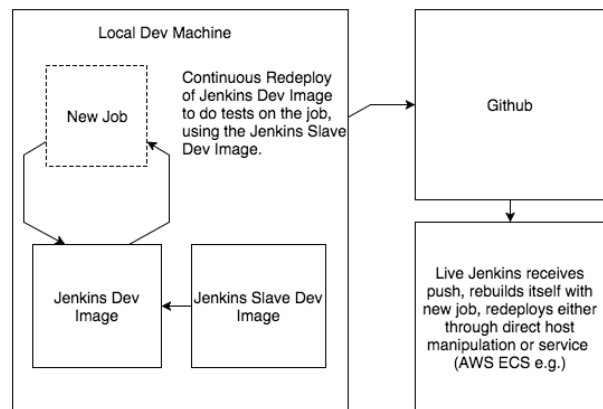 Local Dev Machine
New Job
Continuous Redeploy
of Jenkins Dev Image
to do tests on the job,
using the Jenkins Slave
Dev Image.
Jenkins Dev
Image
Jenkins Slave Dev
Image
Github
Live Jenkins receives
push, rebuilds itself with
new job, redeploys either
through direct host
manipulation or service
(AWS ECS e.g.)